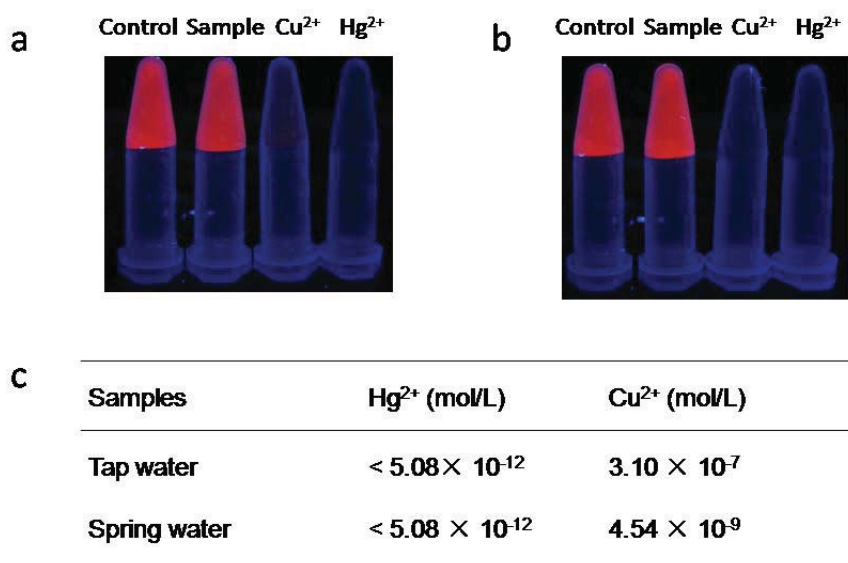 a
Control Sample Cu²⁺ Hg²⁺
b
Control Sample Cu²⁺ Hg²⁺
c
Samples Hg²⁺ (mol/L) Cu²⁺ (mol/L)
Tap water < 5.08× 10⁻¹² 3.10 × 10⁻⁷
Spring water < 5.08 × 10⁻¹² 4.54 × 10⁻⁹